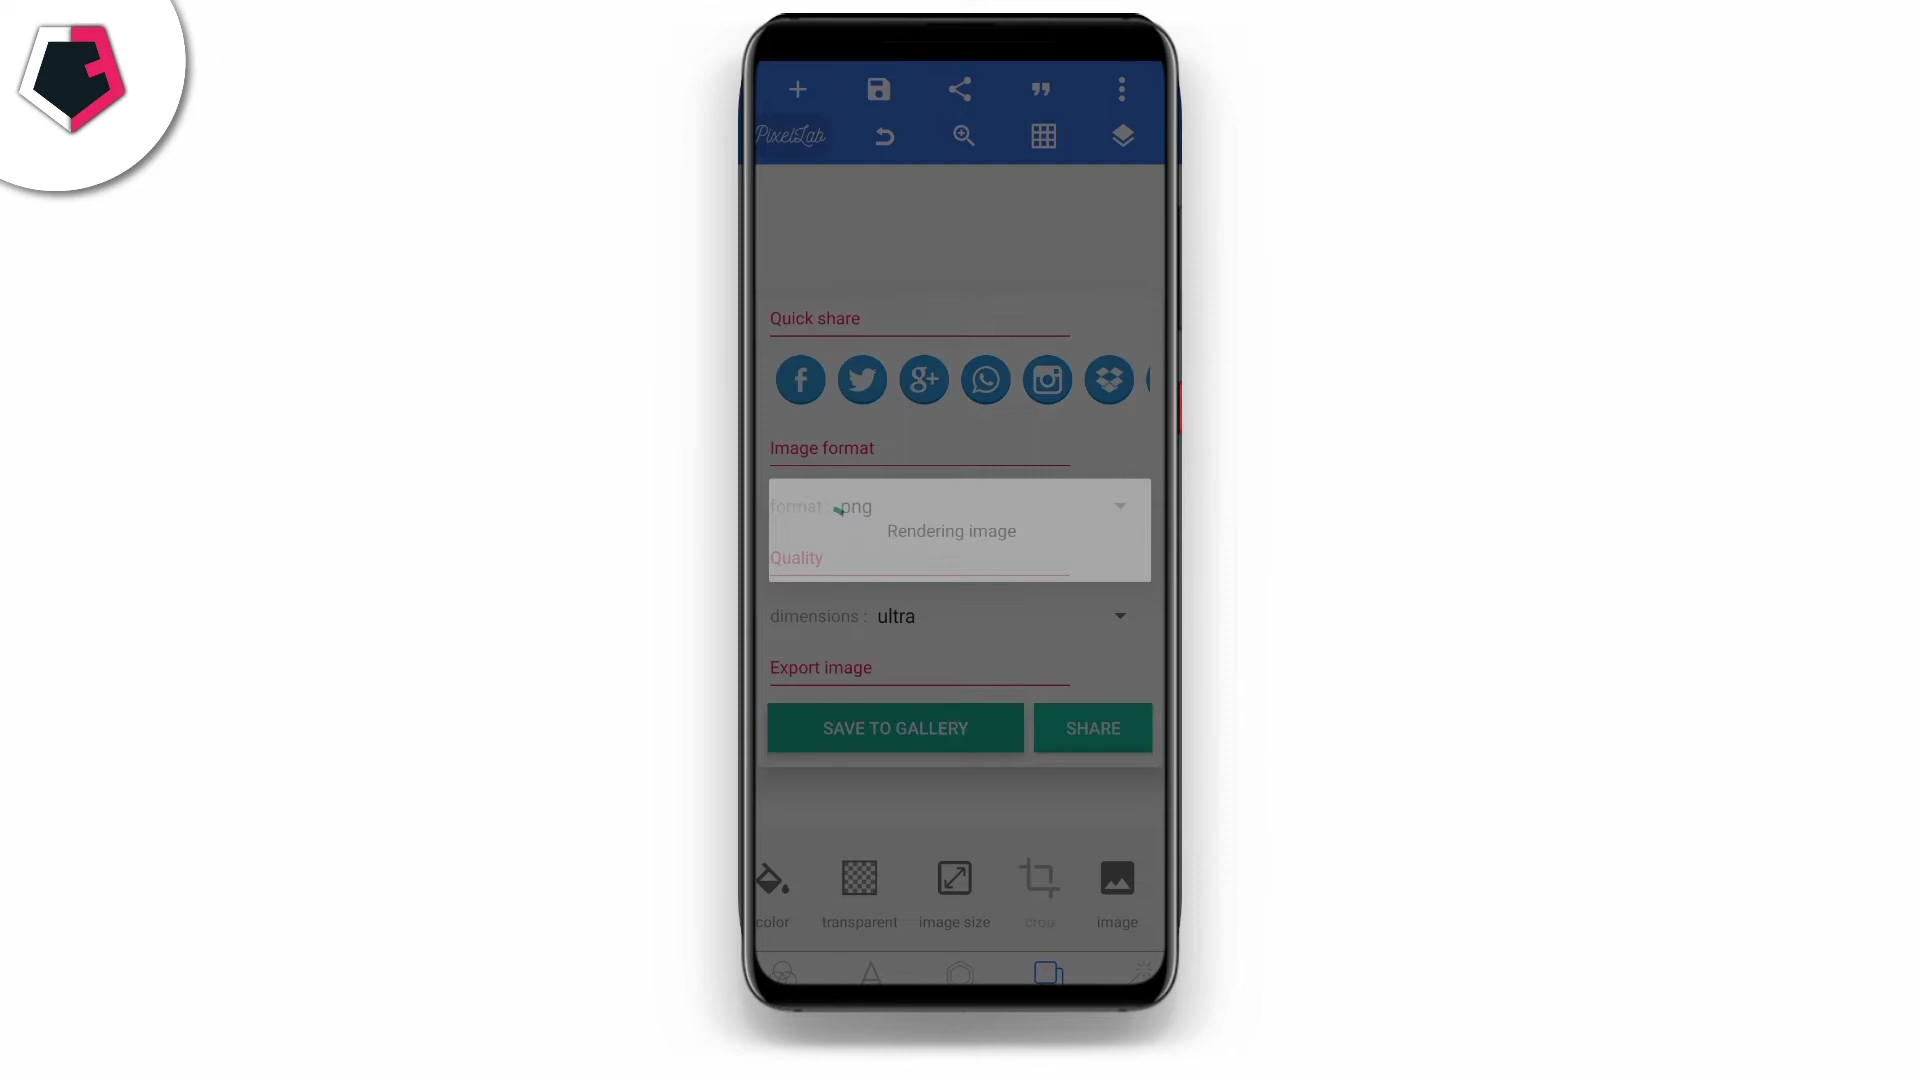 PixelLab
Quick share
Image format
format : png
Rendering image
Quality
dimensions : ultra
Export image
SAVE TO GALLERY
SHARE
color
transparent
image size
crop
image